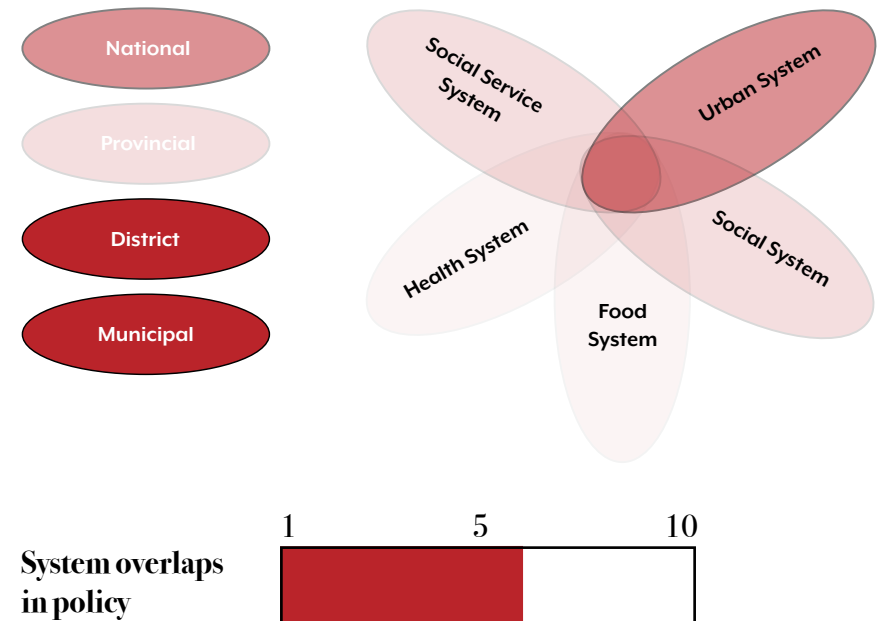 National
Provincial
District
Municipal
Social Service
System
Urban System
Health System
Social System
Food
System
1 5 10
System overlaps
in policy